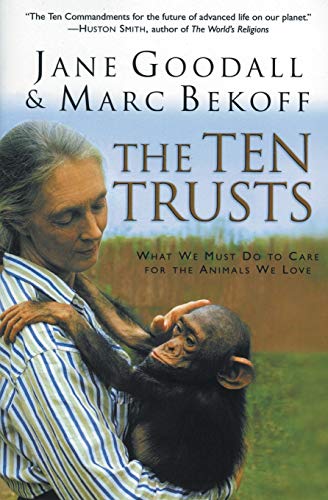 “The Ten Commandments for the future of advanced life on our planet.”
—Huston Smith, author of The World's Religions
Jane Goodall
& Marc Bekoff
The Ten
Trusts
What We Must Do to Care
for the Animals We Love